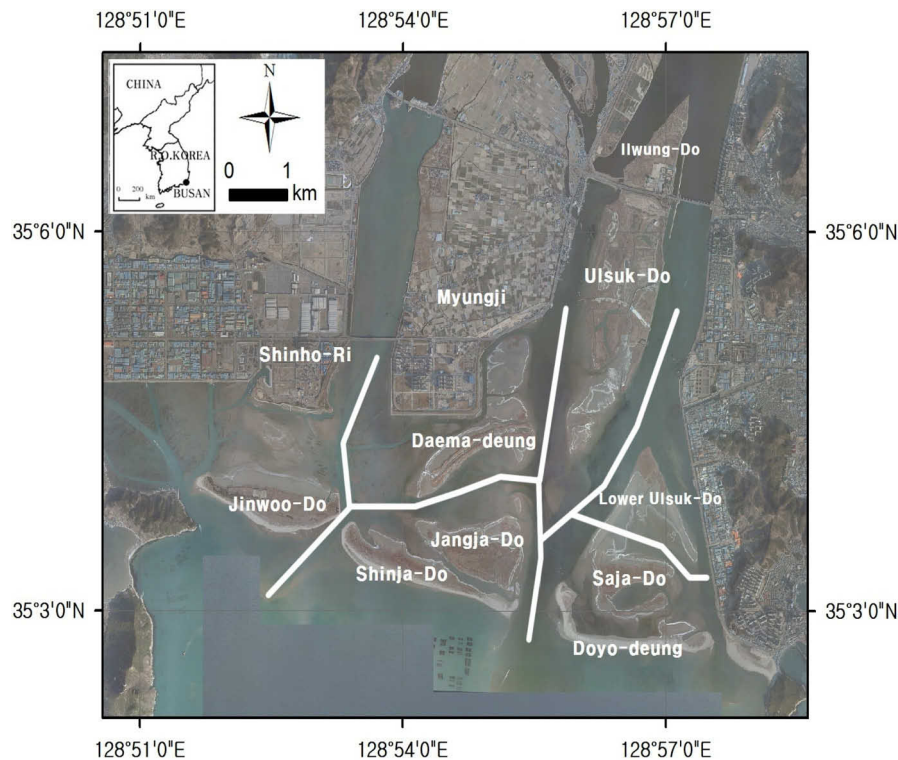 128°51'0"E 128°54'0"E 128°57'0"E
CHINA
R.O.KOREA
0 200
km
BUSAN
N
0 1
km
Ilwung-Do
35°6'0"N 35°6'0"N
Ulsuk-Do
Myungji
Shinho-Ri
Daema-deung
Jinwoo-Do
Lower Ulsuk-Do
Jangja-Do
Shinja-Do
Saja-Do
35°3'0"N 35°3'0"N
Doyo-deung
128°51'0"E 128°54'0"E 128°57'0"E